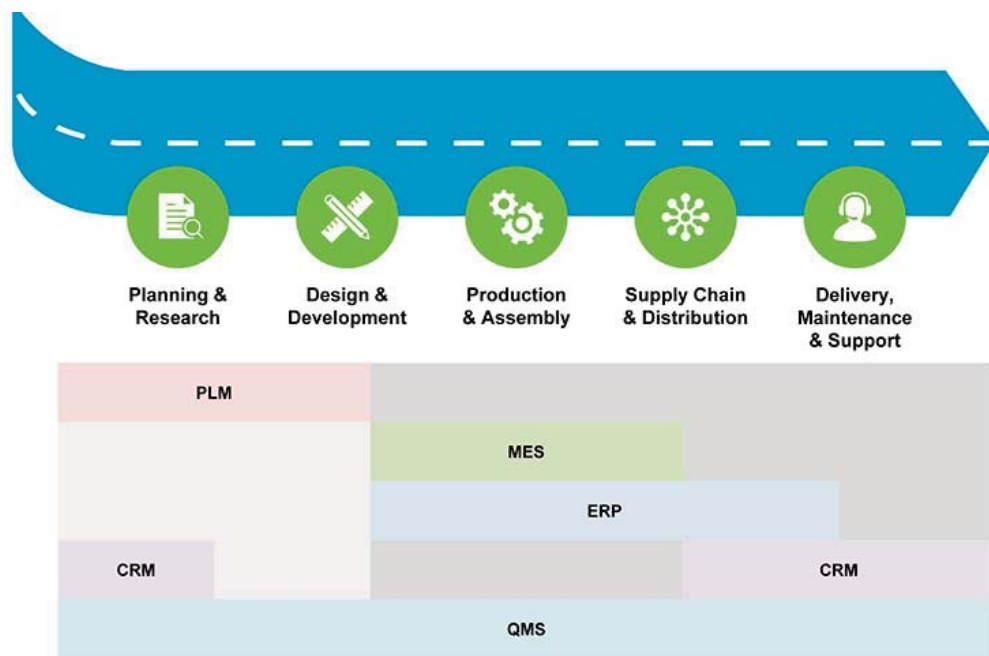 Planning &
Research
Design &
Development
Production
& Assembly
Supply Chain
& Distribution
Delivery,
Maintenance
& Support
PLM
MES
ERP
CRM
CRM
QMS